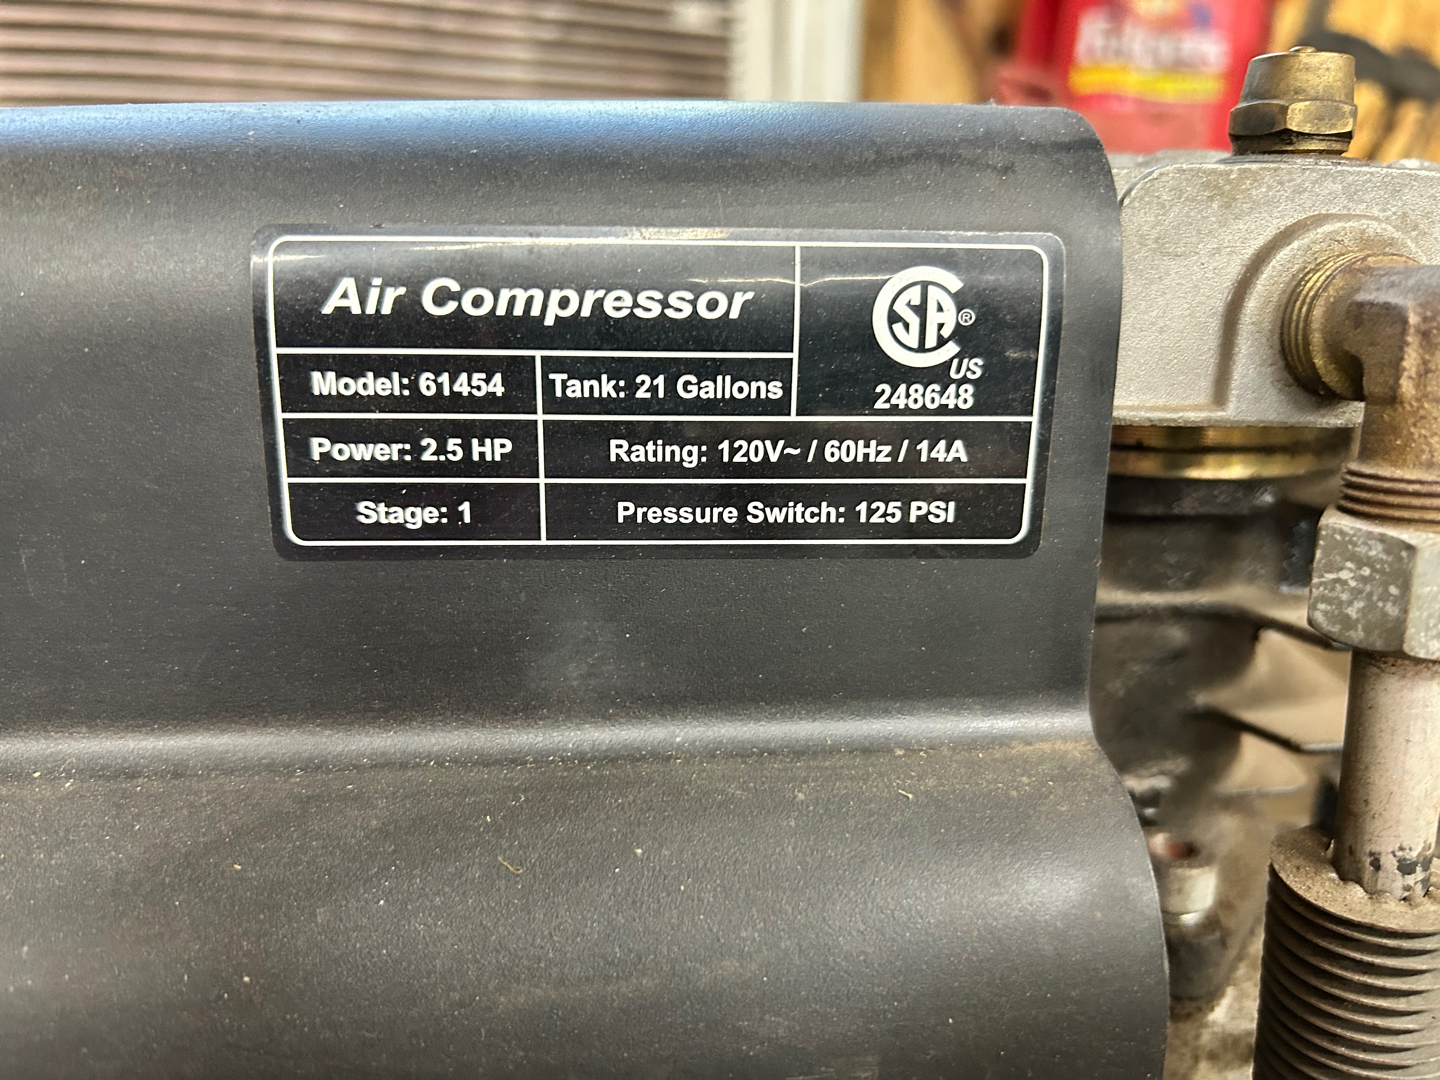 Air Compressor
CSA®
US
248648
Model: 61454
Tank: 21 Gallons
Power: 2.5 HP
Rating: 120V~ / 60Hz / 14A
Stage: 1
Pressure Switch: 125 PSI